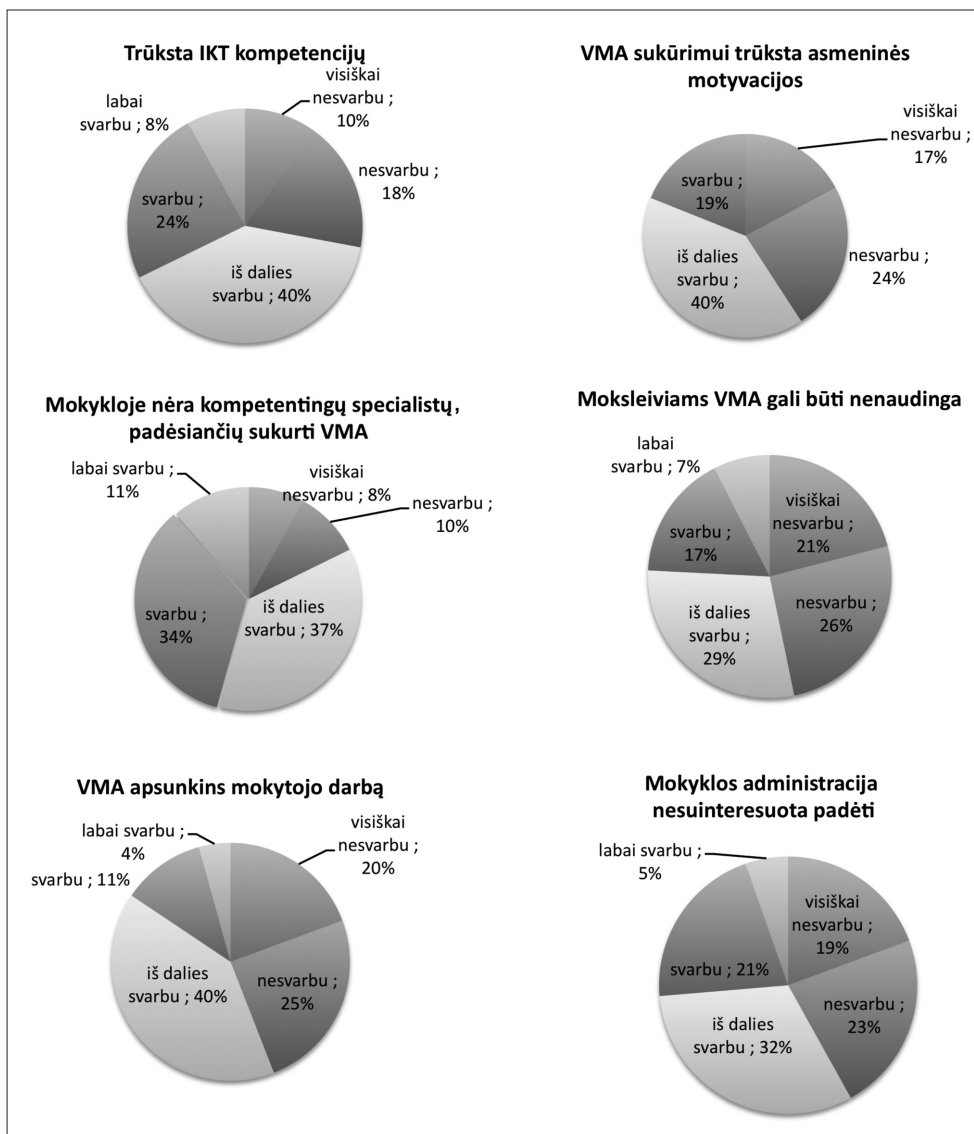 Trūksta IKT kompetencijų
visiškai
nesvarbu ;
10%
nesvarbu ;
18%
iš dalies
svarbu ; 40%
svarbu ;
24%
labai
svarbu ; 8%
VMA sukūrimui trūksta asmeninės
motyvacijos
visiškai
nesvarbu ;
17%
nesvarbu ;
24%
iš dalies
svarbu ;
40%
svarbu ;
19%
Mokykloje nėra kompetentingų specialistų,
padėsiančių sukurti VMA
visiškai
nesvarbu ; 8%
nesvarbu ;
10%
iš dalies
svarbu ; 37%
svarbu ;
34%
labai svarbu ;
11%
Moksleiviams VMA gali būti nenaudinga
visiškai
nesvarbu ;
21%
nesvarbu ;
26%
iš dalies
svarbu ;
29%
svarbu ;
17%
labai
svarbu ; 7%
VMA apsunkins mokytojo darbą
visiškai
nesvarbu ;
20%
nesvarbu ;
25%
iš dalies
svarbu ; 40%
svarbu ; 11%
labai svarbu ;
4%
Mokyklos administracija
nesuinteresuota padėti
visiškai
nesvarbu ;
19%
nesvarbu ;
23%
iš dalies
svarbu ; 32%
svarbu ; 21%
labai svarbu ;
5%